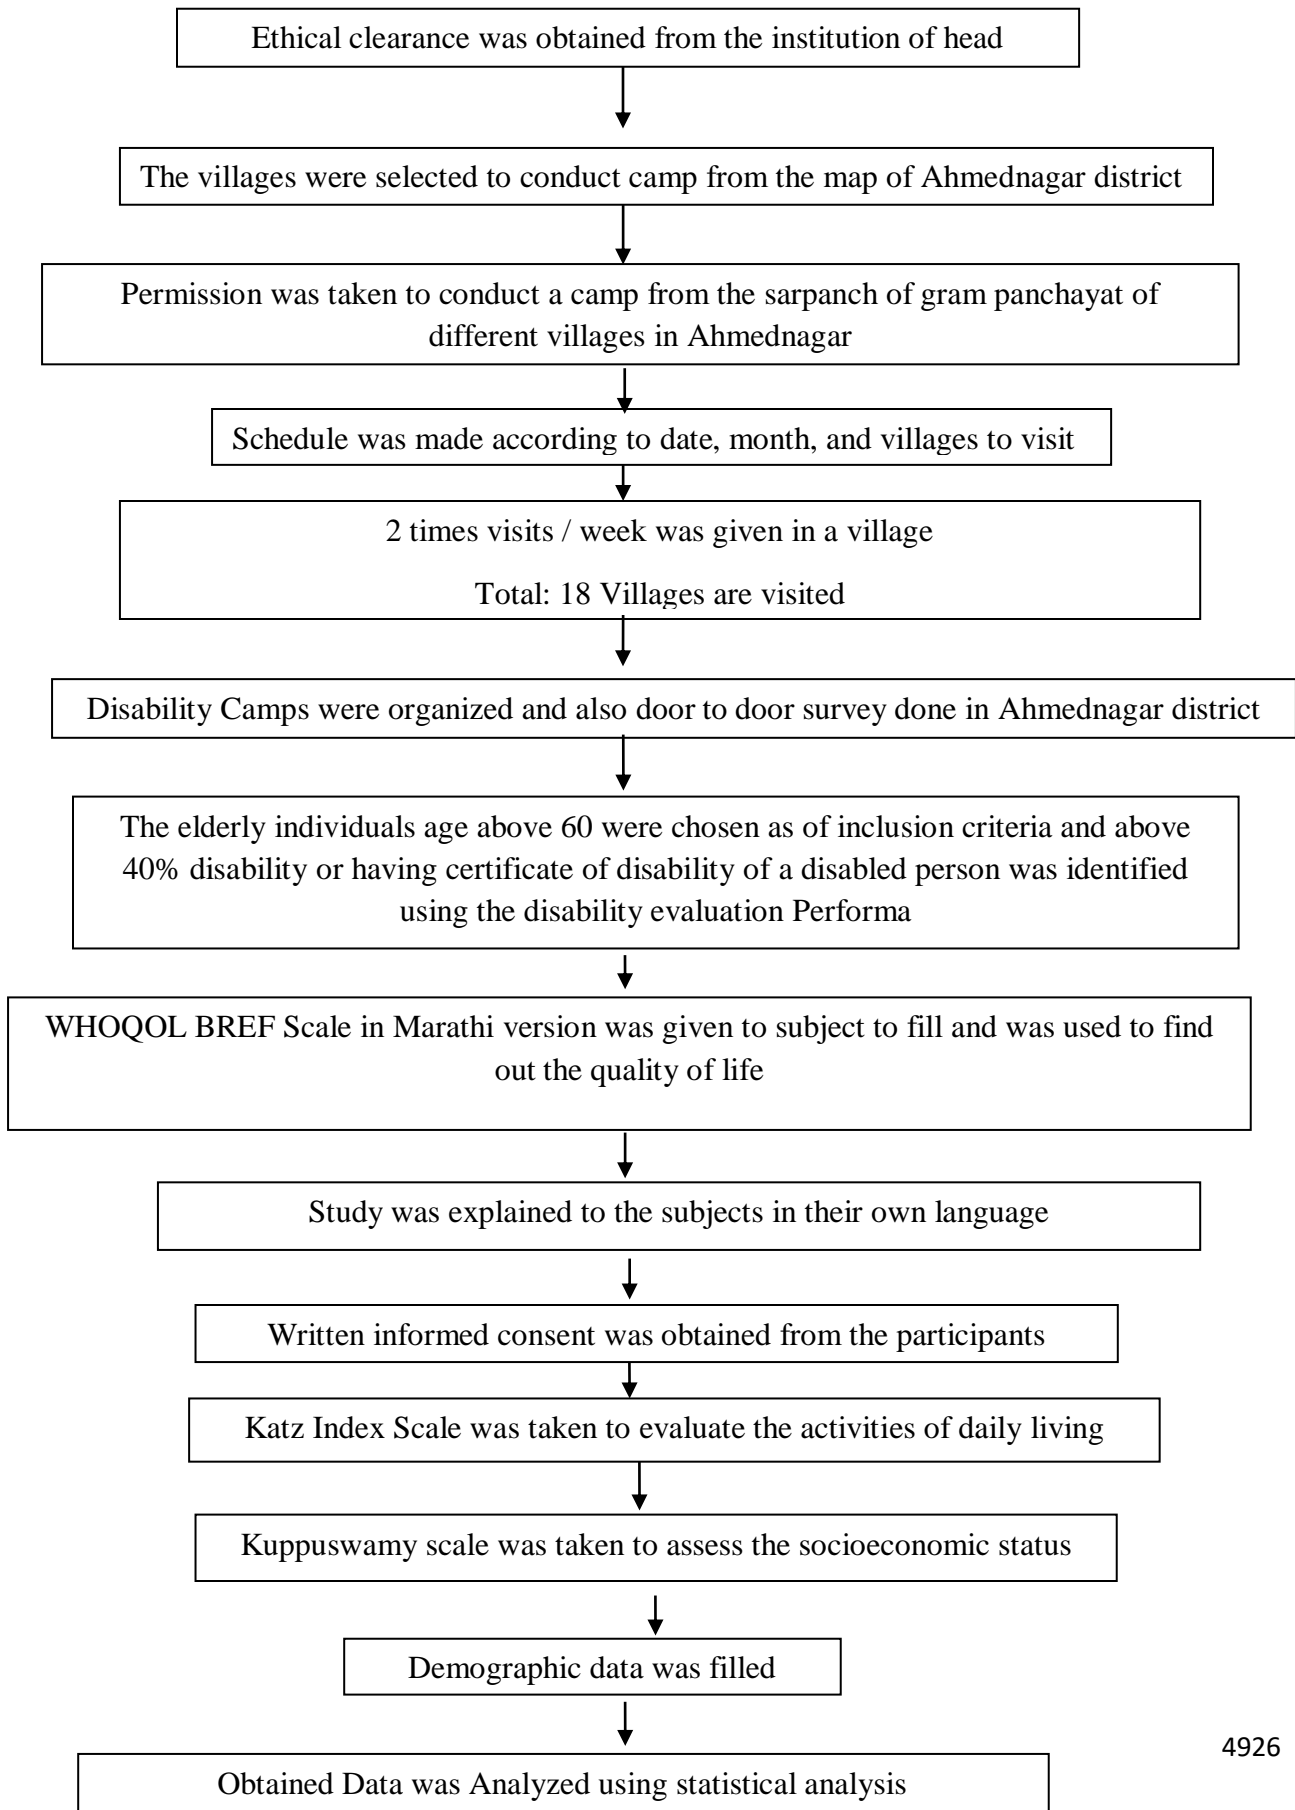 Ethical clearance was obtained from the institution of head
The villages were selected to conduct camp from the map of Ahmednagar district
Permission was taken to conduct a camp from the sarpanch of gram panchayat of
different villages in Ahmednagar
Schedule was made according to date, month, and villages to visit
2 times visits / week was given in a village
Total: 18 Villages are visited
Disability Camps were organized and also door to door survey done in Ahmednagar district
The elderly individuals age above 60 were chosen as of inclusion criteria and above
40% disability or having certificate of disability of a disabled person was identified
using the disability evaluation Performa
WHOQOL BREF Scale in Marathi version was given to subject to fill and was used to find
out the quality of life
Study was explained to the subjects in their own language
Written informed consent was obtained from the participants
Katz Index Scale was taken to evaluate the activities of daily living
Kuppuswamy scale was taken to assess the socioeconomic status
Demographic data was filled
4926
Obtained Data was Analyzed using statistical analysis